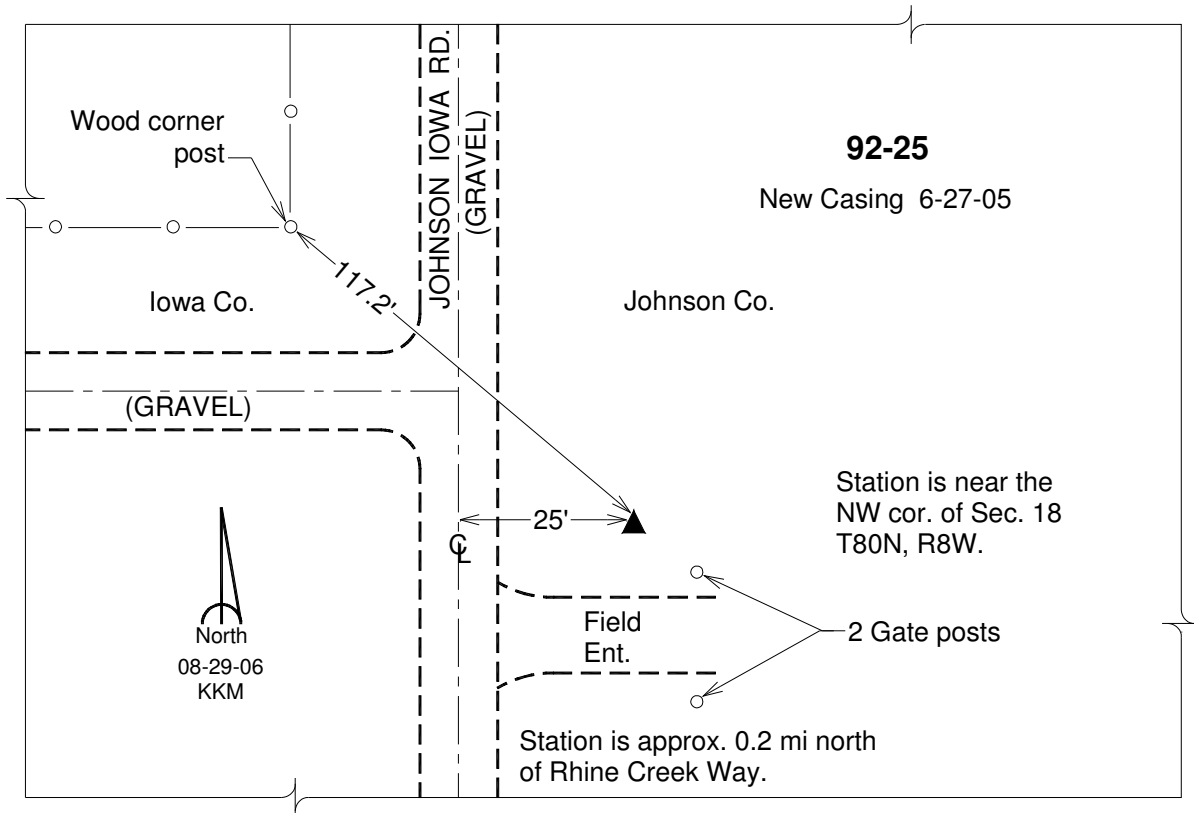 JOHNSON IOWA RD.
(GRAVEL)
Wood corner
post
92-25
New Casing 6-27-05
117.2'
Iowa Co.
Johnson Co.
(GRAVEL)
Station is near the
NW cor. of Sec. 18
T80N, R8W.
25'
CL
Field
Ent.
2 Gate posts
North
08-29-06
KKM
Station is approx. 0.2 mi north
of Rhine Creek Way.